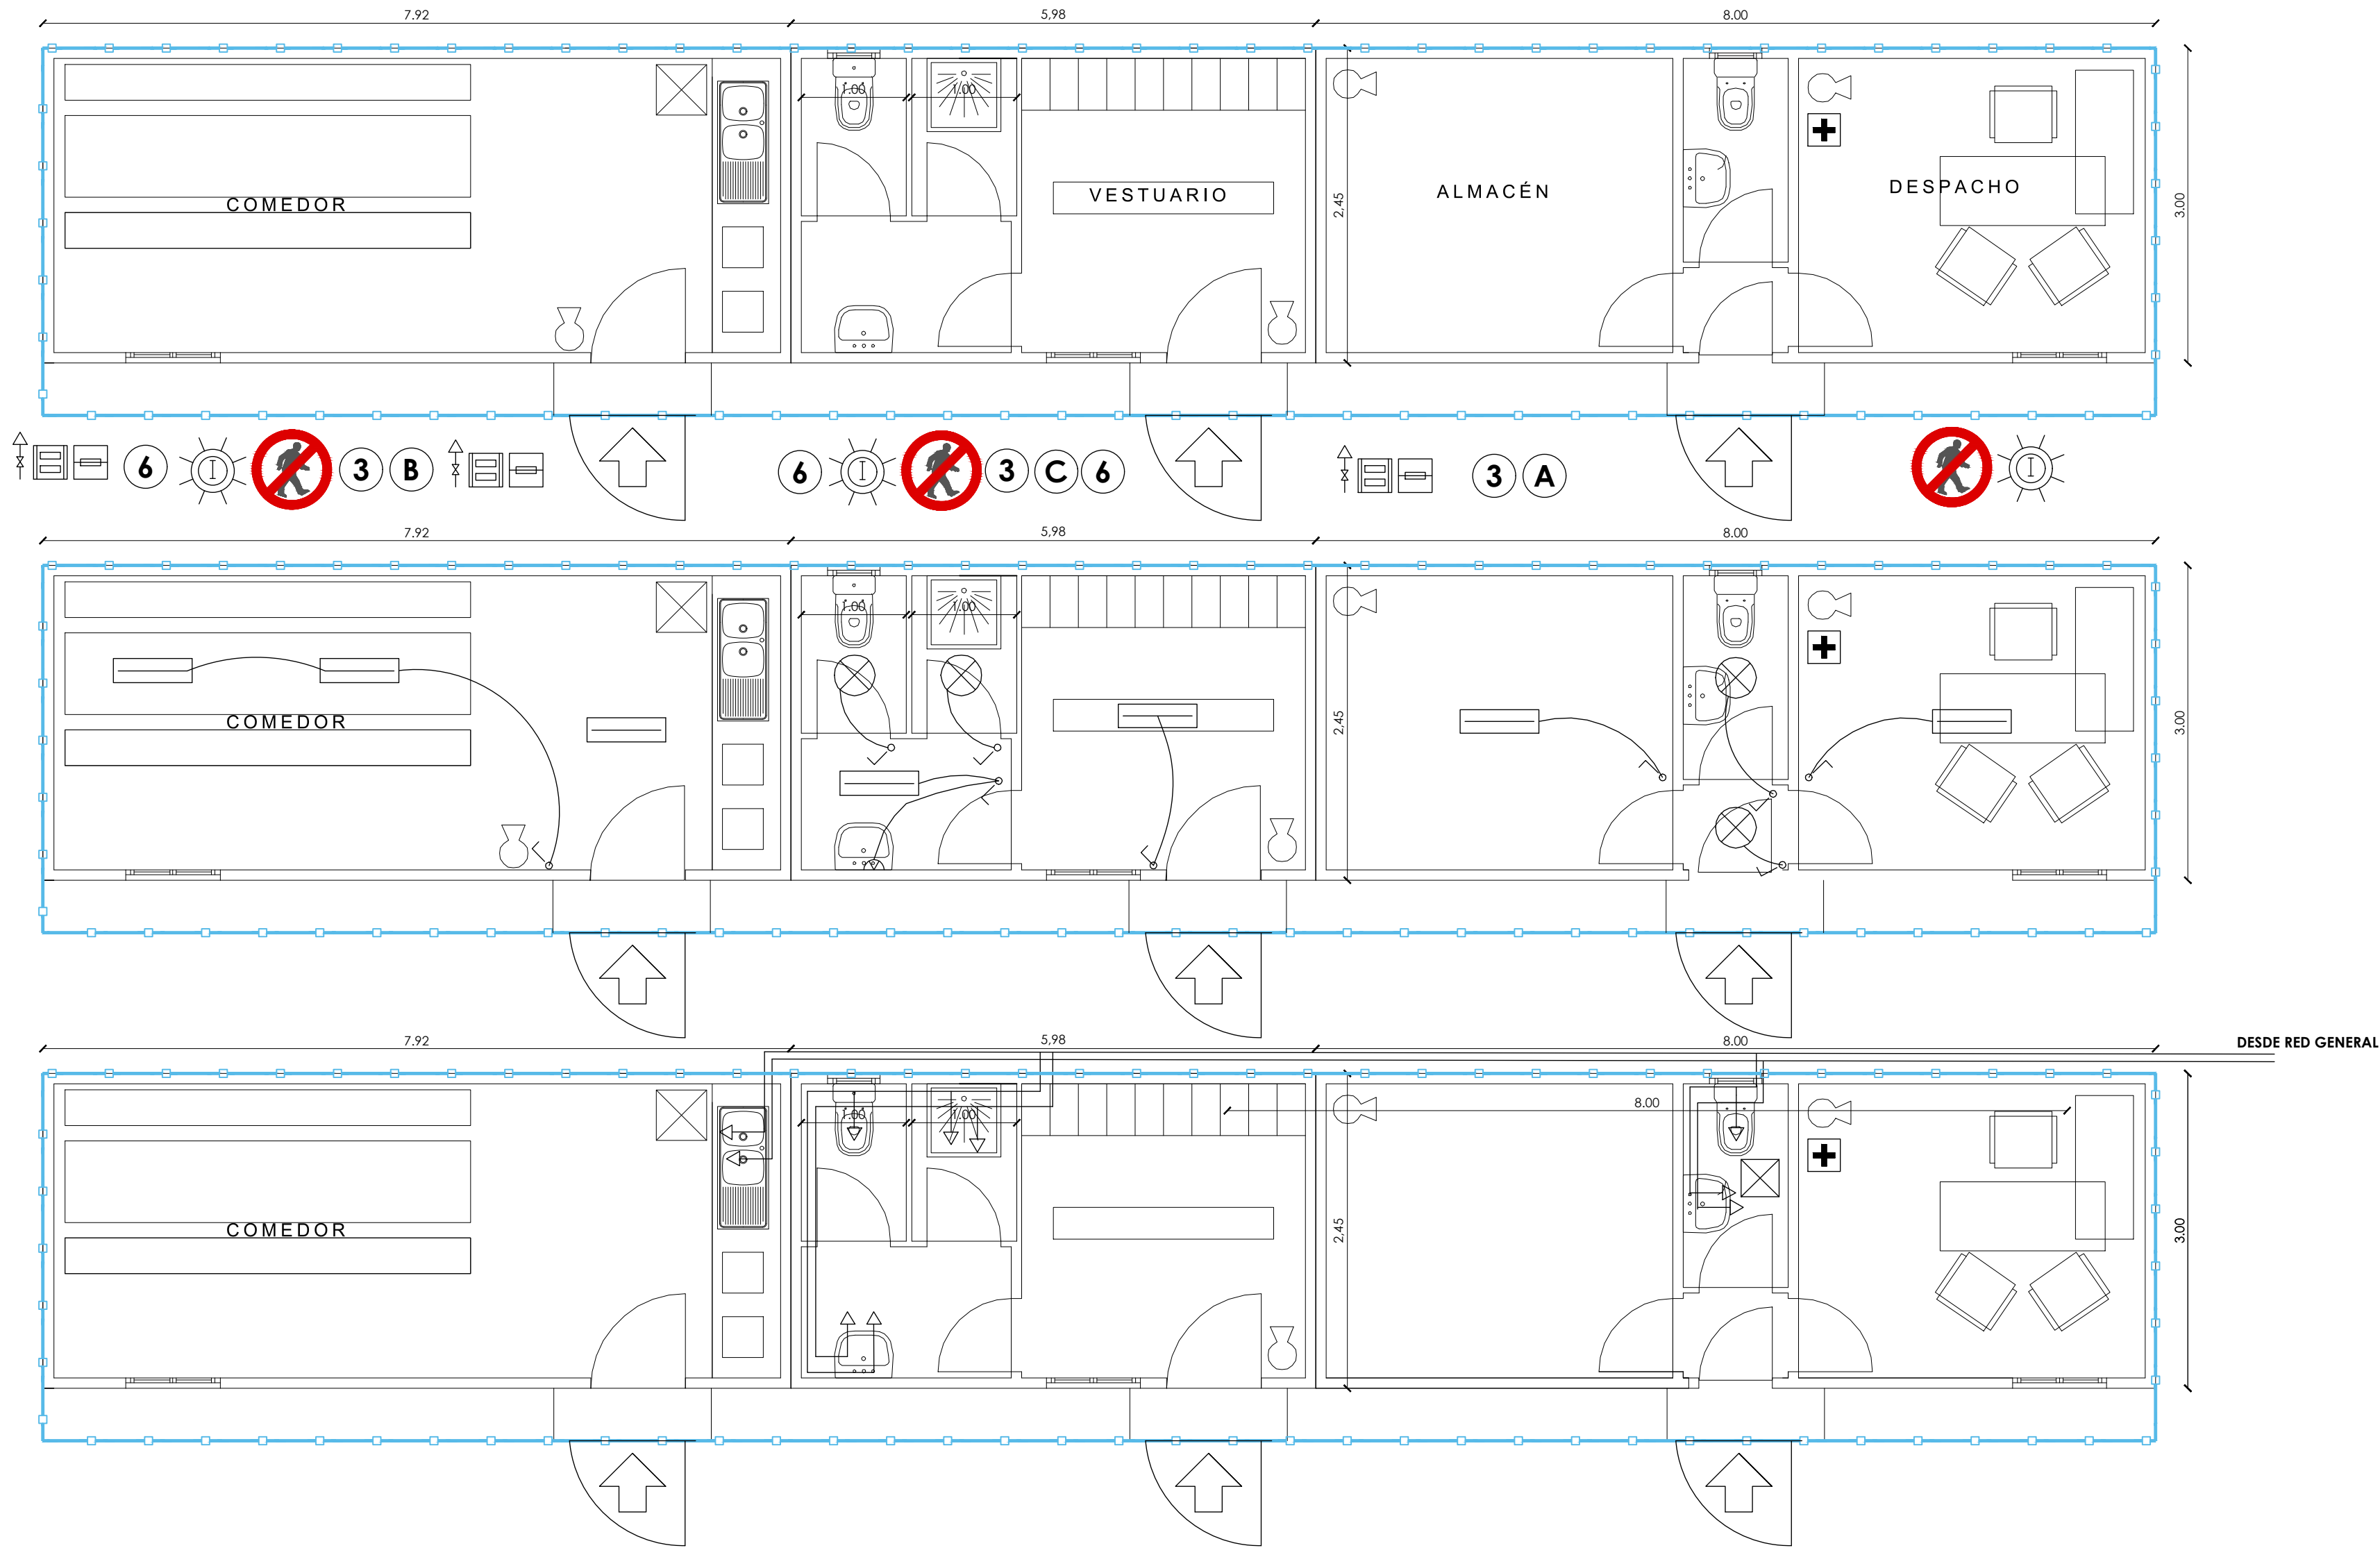 7.92 5,98 8.00
1.00 1.00
COMEDOR VESTUARIO ALMACÉN DESPACHO
2,45 3.00
6 I 3 B 6 I 3 C 6 3 A I
7.92 5,98 8.00
1.00 1.00
COMEDOR
2,45 3.00
7.92 5,98 8.00
DESDE RED GENERAL
1.00 1.00 8.00
COMEDOR
2,45 3.00